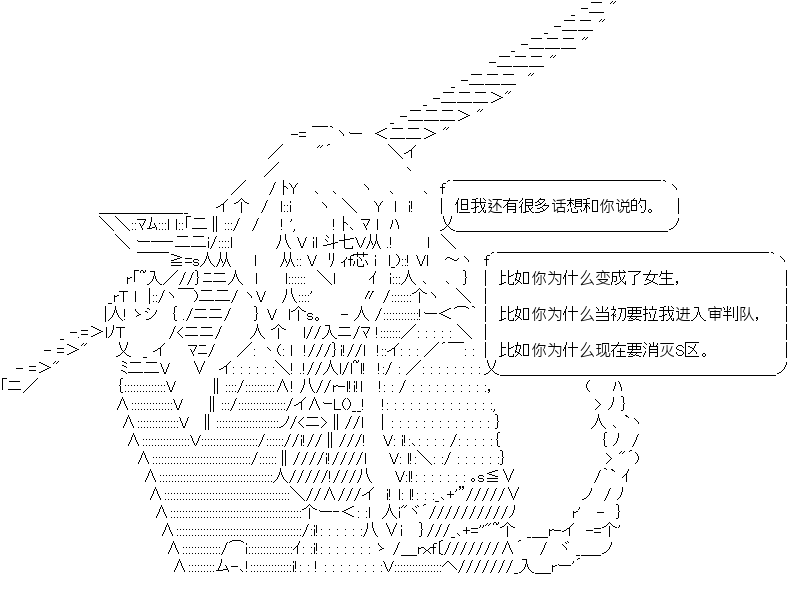 但我还有很多话想和你说的。
比如你为什么变成了女生,
比如你为什么当初要拉我进入审判队,
比如你为什么现在要消灭S区。